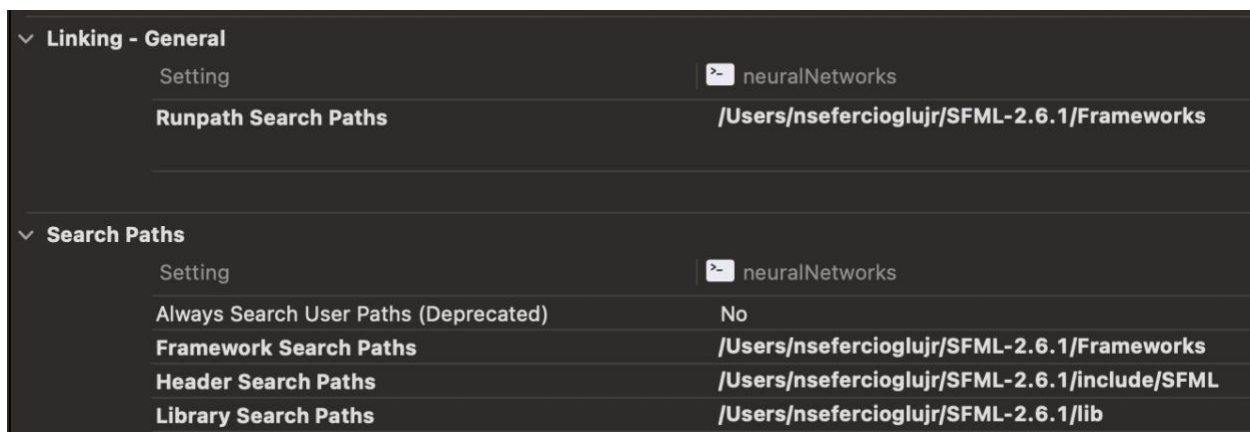 Linking - General
Setting neuralNetworks
Runpath Search Paths /Users/nsefercioglujr/SFML-2.6.1/Frameworks
Search Paths
Setting neuralNetworks
Always Search User Paths (Deprecated) No
Framework Search Paths /Users/nsefercioglujr/SFML-2.6.1/Frameworks
Header Search Paths /Users/nsefercioglujr/SFML-2.6.1/include/SFML
Library Search Paths /Users/nsefercioglujr/SFML-2.6.1/lib